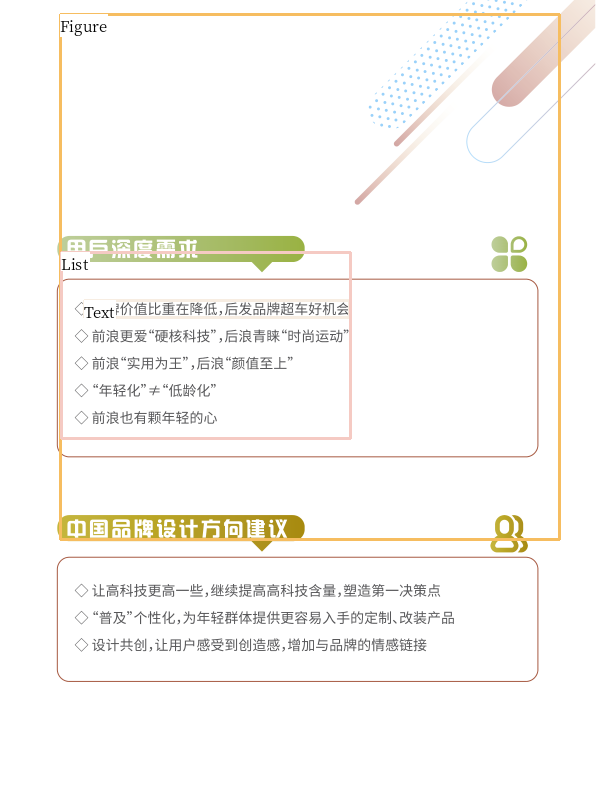 Figure
用户深度需求
List
Text
价值比重在降低，后发品牌超车好机会
◇ 前浪更爱“硬核科技”，后浪青睐“时尚运动”
◇ 前浪“实用为王”，后浪“颜值至上”
◇ “年轻化”≠“低龄化”
◇ 前浪也有颗年轻的心
中国品牌设计方向建议
◇ 让高科技更高一些，继续提高高科技含量，塑造第一决策点
◇ “普及”个性化，为年轻群体提供更容易入手的定制、改装产品
◇ 设计共创，让用户感受到创造感，增加与品牌的情感链接